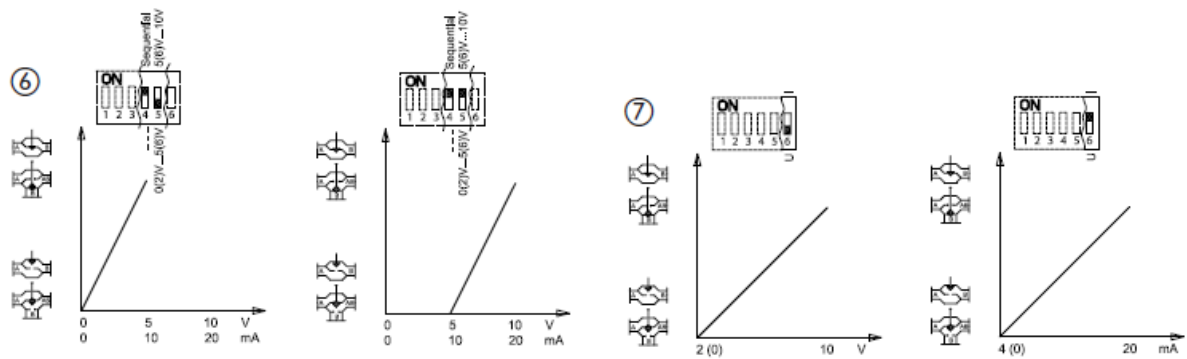 ⑥
Sequential
5(6)V...10V
ON
1 2 3 4 5 6
---
0(2)V...5(6)V
0 5 10 V
0 10 20 mA
Sequential
5(6)V...10V
ON
1 2 3 4 5 6
---
0(2)V...5(6)V
0 5 10 V
0 10 20 mA
⑦
I
ON
1 2 3 4 5 6
U
2 (0) 10 V
I
ON
1 2 3 4 5 6
U
4 (0) 20 mA